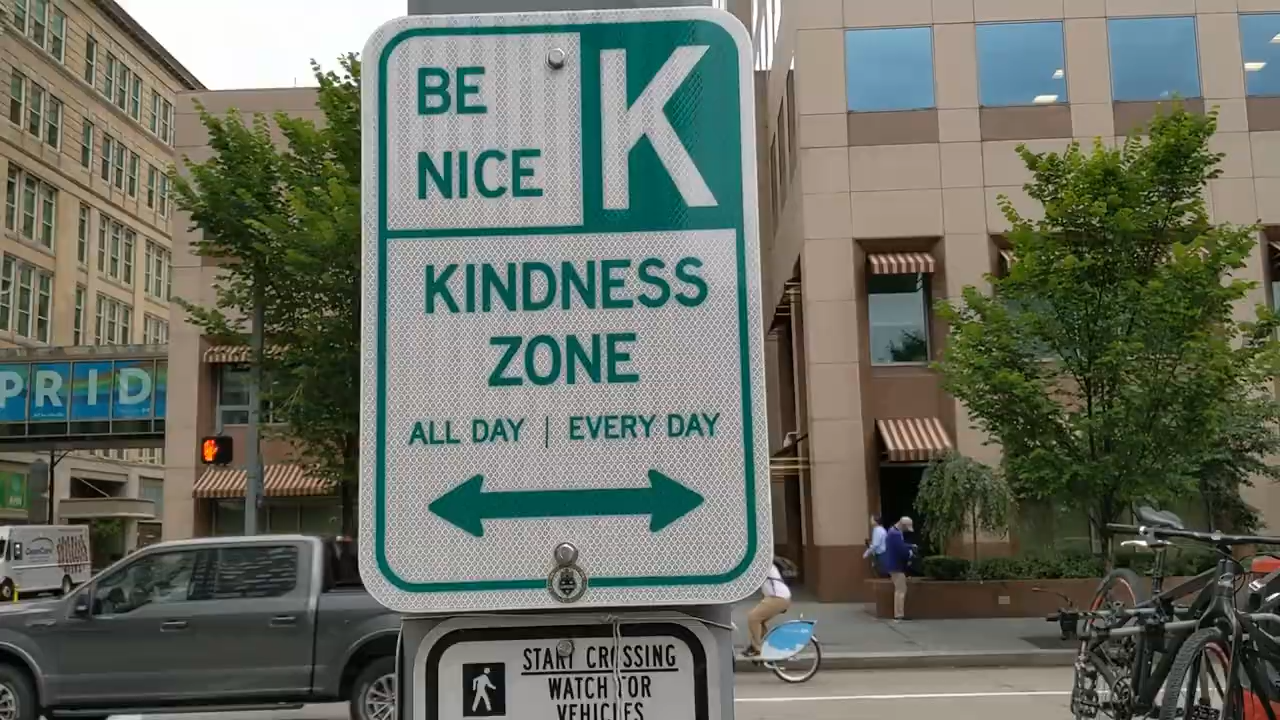 BE
NICE
K
KINDNESS
ZONE
ALL DAY | EVERY DAY
PRID
START CROSSING
WATCH FOR
VEHICLES